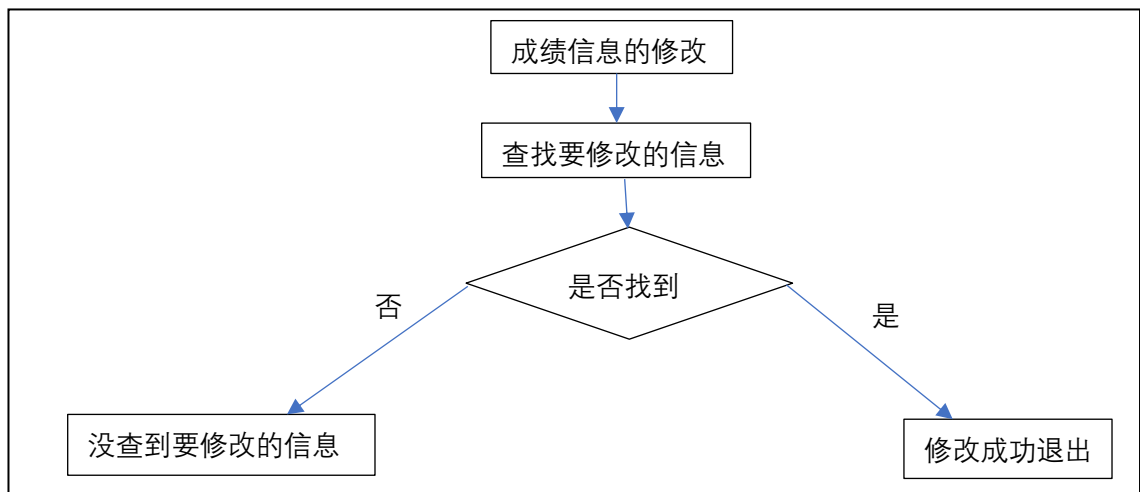 成绩信息的修改
查找要修改的信息
是否找到
否
是
没查到要修改的信息
修改成功退出